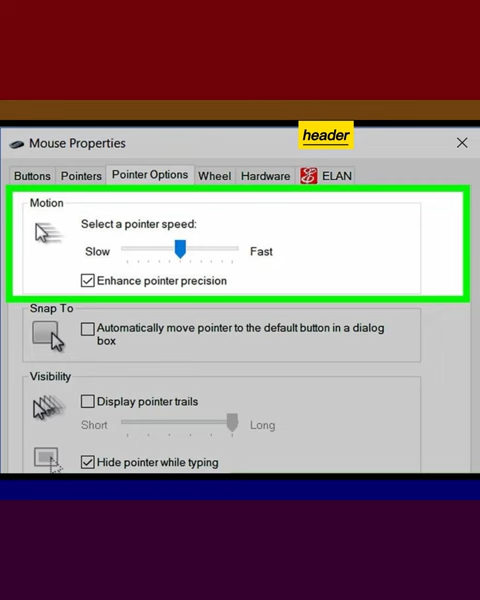 header
Mouse Properties
Buttons Pointers Pointer Options Wheel Hardware ELAN
Motion
Select a pointer speed:
Slow Fast
Enhance pointer precision
Snap To
Automatically move pointer to the default button in a dialog
box
Visibility
Display pointer trails
Short Long
Hide pointer while typing